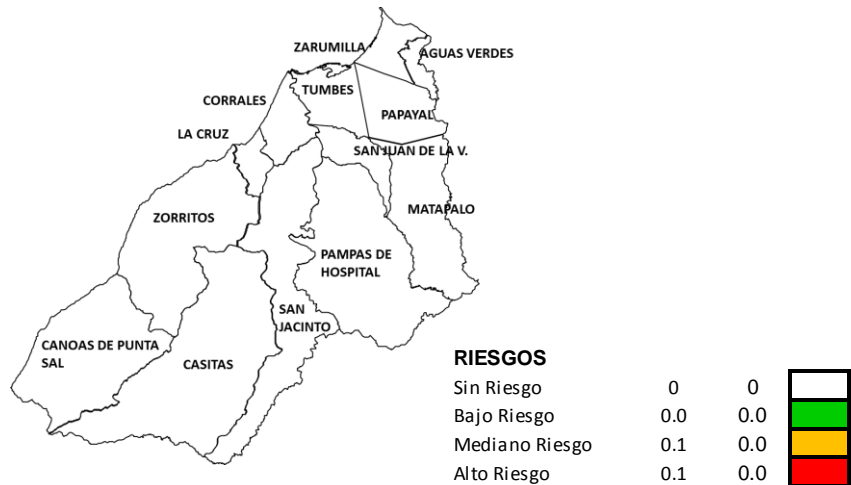 ZARUMILLA
AGUAS VERDES
TUMBES
CORRALES
PAPAYAL
LA CRUZ
SAN JUAN DE LA V.
MATAPALO
ZORRITOS
PAMPAS DE
HOSPITAL
SAN
JACINTO
CANOAS DE PUNTA
SAL
CASITAS
RIESGOS
Sin Riesgo 0 0
Bajo Riesgo 0.0 0.0
Mediano Riesgo 0.1 0.0
Alto Riesgo 0.1 0.0